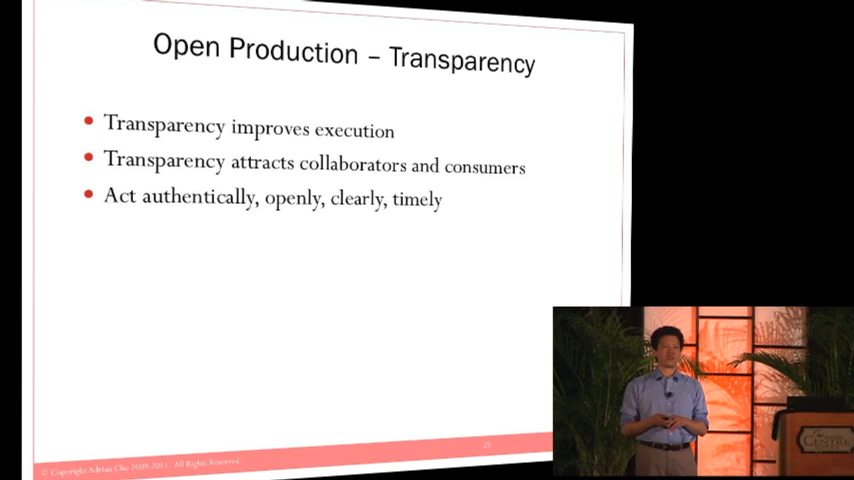 Open Production – Transparency
• Transparency improves execution
• Transparency attracts collaborators and consumers
• Act authentically, openly, clearly, timely
© Copyright Adrian Cho 2009-2011. All Rights Reserved.